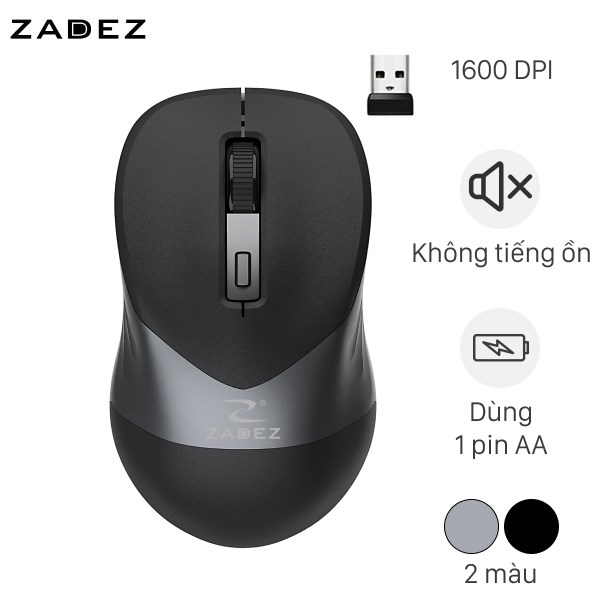 ZADEZ
1600 DPI
Không tiếng ồn
Dùng
1 pin AA
2 màu
®
ZADEZ